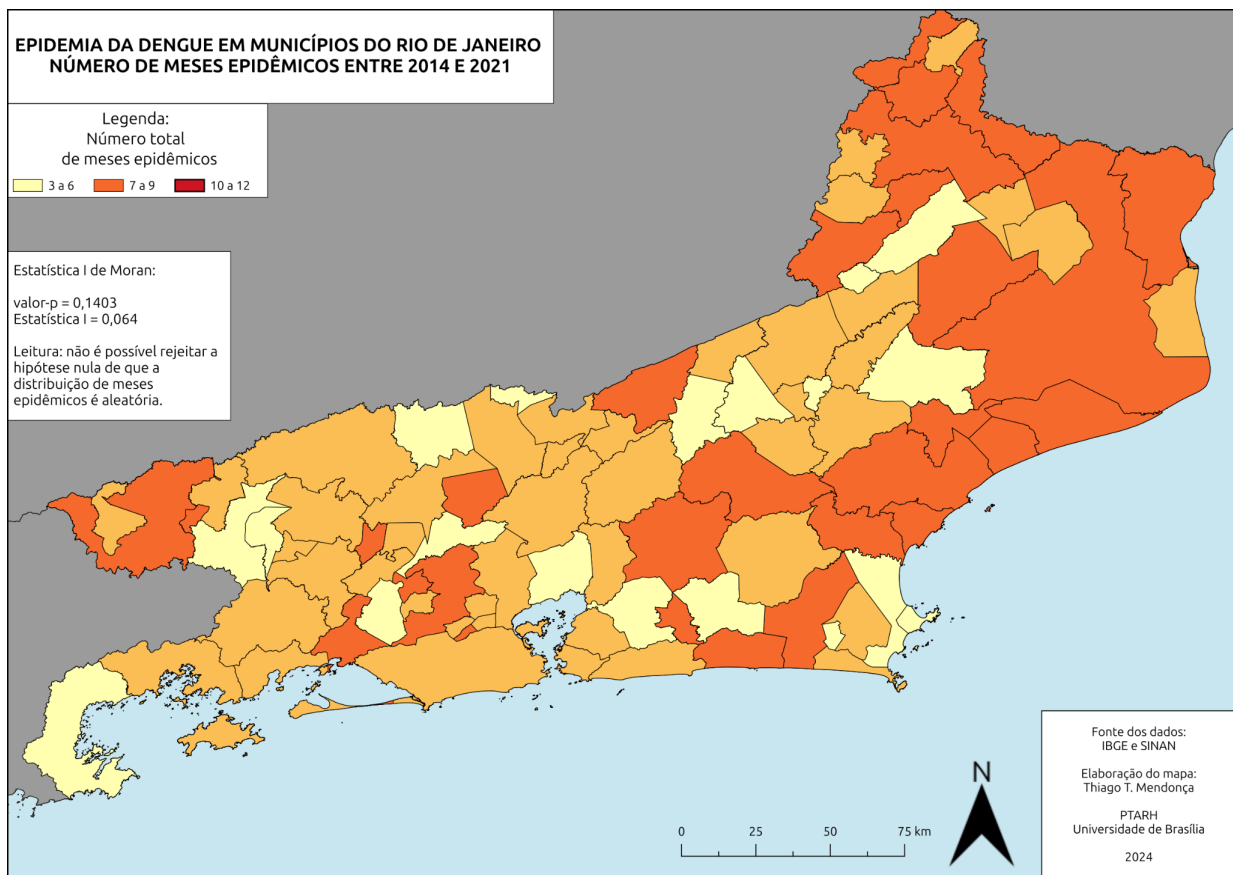 EPIDEMIA DA DENGUE EM MUNICÍPIOS DO RIO DE JANEIRO
NÚMERO DE MESES EPIDÊMICOS ENTRE 2014 E 2021
Legenda:
Número total
de meses epidêmicos
3 a 6 7 a 9 10 a 12
Estatística I de Moran:
valor-p = 0,1403
Estatística I = 0,064
Leitura: não é possível rejeitar a
hipótese nula de que a
distribuição de meses
epidêmicos é aleatória.
N
0 25 50 75 km
Fonte dos dados:
IBGE e SINAN
Elaboração do mapa:
Thiago T. Mendonça
PTARH
Universidade de Brasília
2024